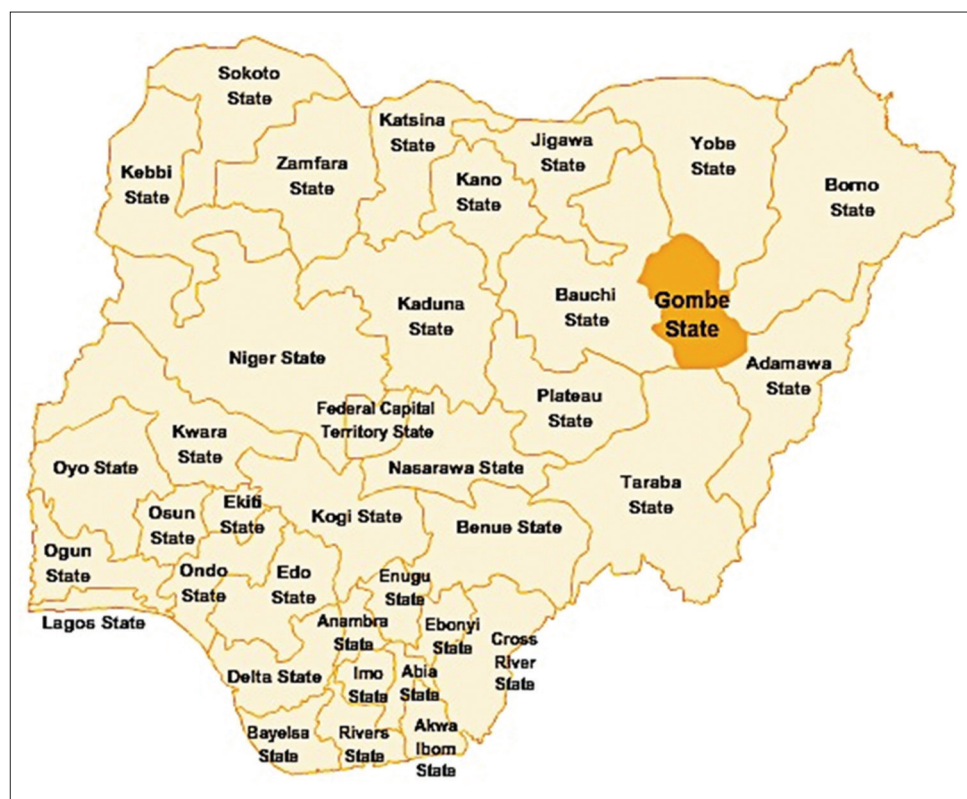 Sokoto
State
Katsina
State
Jigawa
State
Yobe
State
Kebbi
State
Zamfara
State
Kano
State
Borno
State
Kaduna
State
Bauchi
State
Gombe
State
Niger State
Adamawa
State
Federal Capital
Territory State
Plateau
State
Kwara
State
Oyo State
Nasarawa State
Taraba
State
Osun
State
Ekiti
State
Kogi State
Benue State
Ogun
State
Ondo
State
Edo
State
Enugu
State
Lagos State
Anambra
State
Ebonyi
State
Cross
River
State
Delta State
Imo
State
Abia
State
Bayelsa
State
Rivers
State
Akwa
Ibom
State